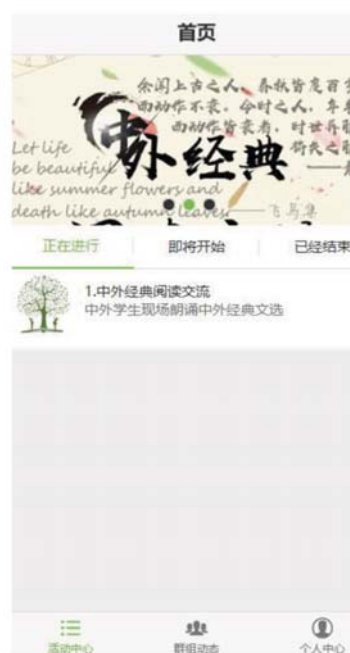 首页
余闻上古之人，春秋皆度百
而动作不衰。今时之人，年
而动作皆衰者，时世异
将失之
Let life
be beautiful
like summer flowers and
death like autumn leaves.
——飞鸟集
中外经典
正在进行 即将开始 已经结束
1.中外经典阅读交流
中外学生现场朗诵中外经典文选
活动中心 群组动态 个人中心